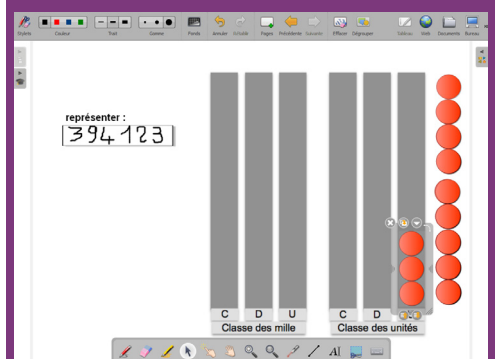 Stylets Couleur Trait Gomme Fonds Annuler Rétablir Pages Précédente Suivante Effacer Dégrouper Tableau Web Documents Bureau
représenter :
394123
C D U C D
Classe des mille Classe des unités
AI